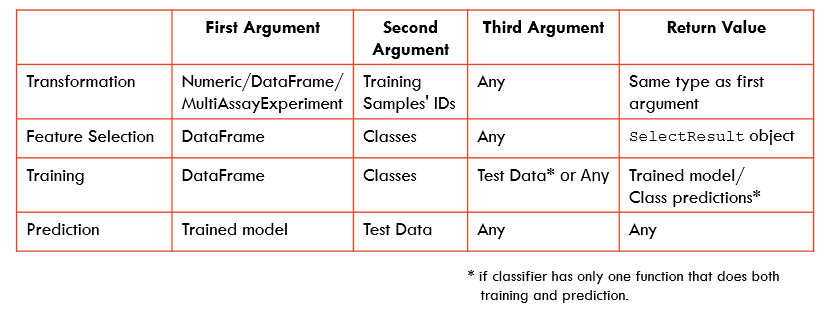 First Argument Second Argument Third Argument Return Value
Transformation Numeric/DataFrame/ MultiAssayExperiment Training Samples' IDs Any Same type as first argument
Feature Selection DataFrame Classes Any SelectResult object
Training DataFrame Classes Test Data* or Any Trained model/ Class predictions*
Prediction Trained model Test Data Any Any
* if classifier has only one function that does both
training and prediction.